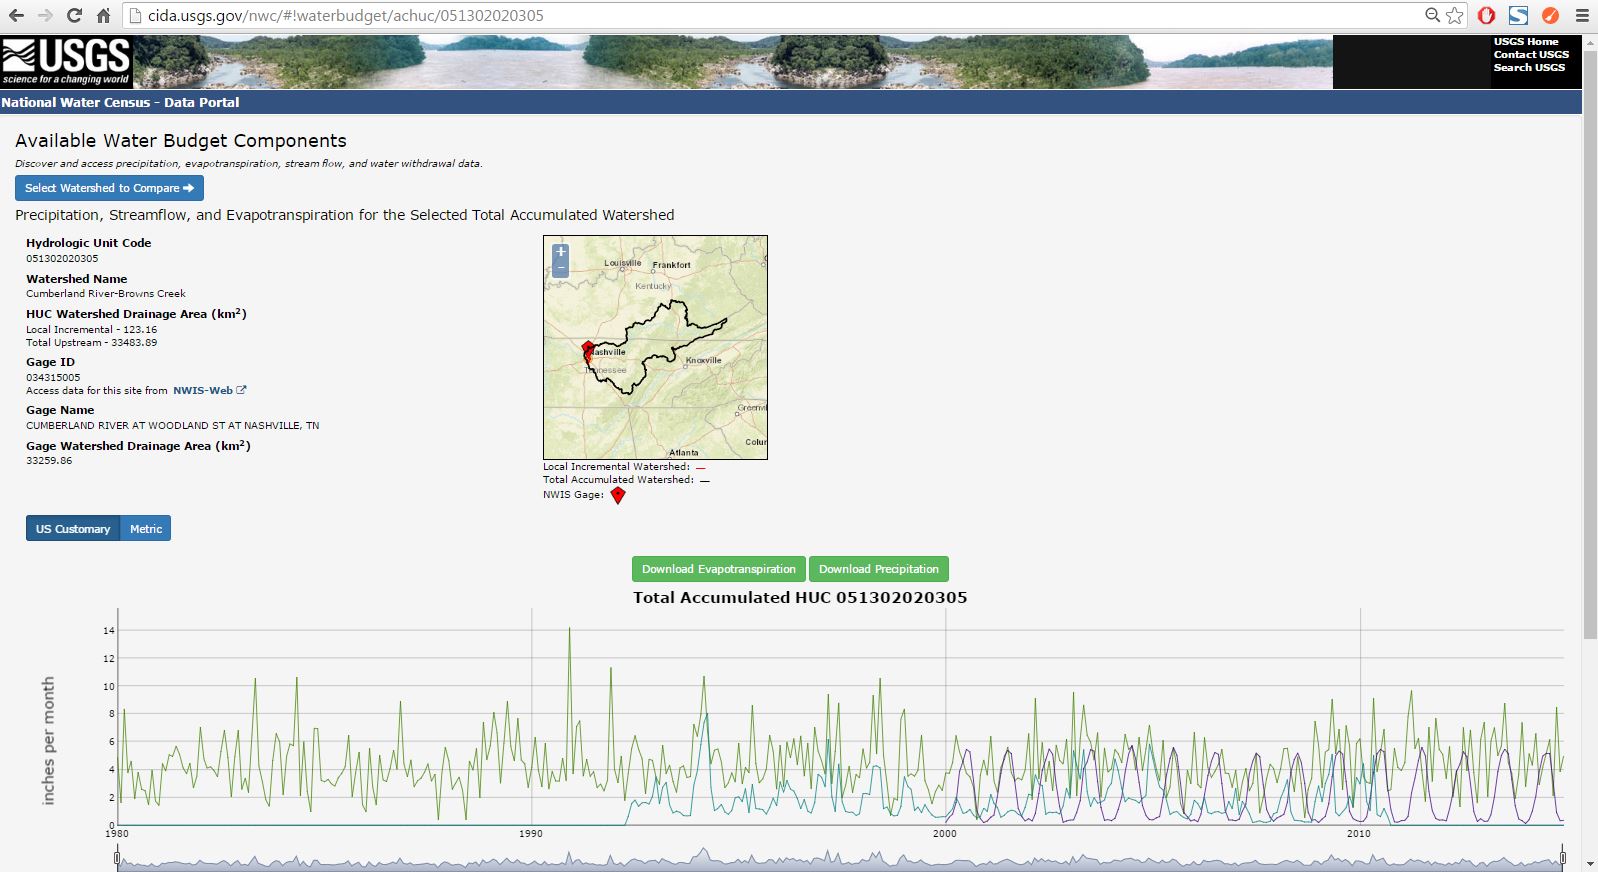 cida.usgs.gov/nwc/#!waterbudget/achuc/051302020305
USGS
science for a changing world
USGS Home
Contact USGS
Search USGS
National Water Census - Data Portal
Available Water Budget Components
Discover and access precipitation, evapotranspiration, stream flow, and water withdrawal data.
Select Watershed to Compare
Precipitation, Streamflow, and Evapotranspiration for the Selected Total Accumulated Watershed
Hydrologic Unit Code
051302020305
Watershed Name
Cumberland River-Browns Creek
HUC Watershed Drainage Area (km2)
Local Incremental - 123.16
Total Upstream - 33483.89
Gage ID
034315005
Access data for this site from NWIS-Web
Gage Name
CUMBERLAND RIVER AT WOODLAND ST AT NASHVILLE, TN
Gage Watershed Drainage Area (km2)
33259.86
+
−
Louisville
Frankfort
Kentucky
Nashville
Knoxville
Tennessee
Greenvil
Colur
Atlanta
Local Incremental Watershed:
Total Accumulated Watershed:
NWIS Gage:
US Customary
Metric
Download Evapotranspiration
Download Precipitation
Total Accumulated HUC 051302020305
inches per month
14
12
10
8
6
4
2
0
1980
1990
2000
2010